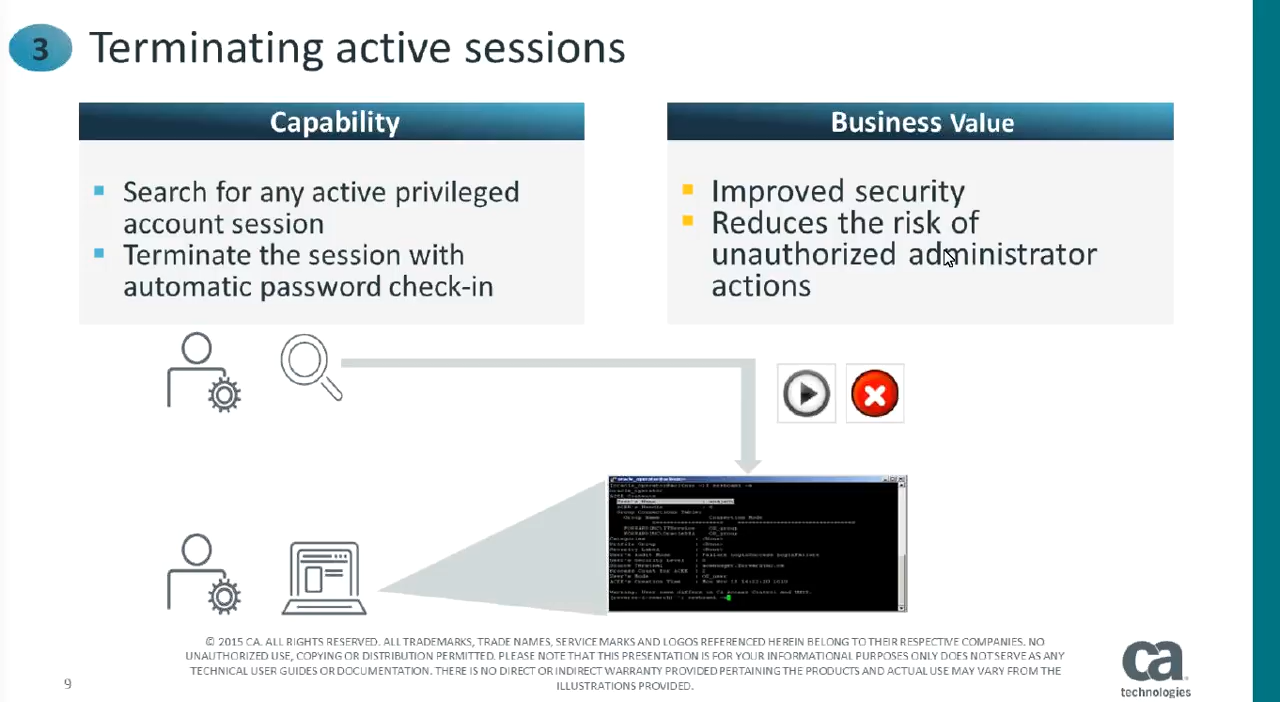 3
Terminating active sessions
Capability
Search for any active privileged
account session
Terminate the session with
automatic password check-in
Business Value
Improved security
Reduces the risk of
unauthorized administrator
actions
© 2015 CA. ALL RIGHTS RESERVED. ALL TRADEMARKS, TRADE NAMES, SERVICE MARKS AND LOGOS REFERENCED HEREIN BELONG TO THEIR RESPECTIVE COMPANIES. NO
UNAUTHORIZED USE, COPYING OR DISTRIBUTION PERMITTED. PLEASE NOTE THAT THIS PRESENTATION IS FOR YOUR INFORMATIONAL PURPOSES ONLY DOES NOT SERVE AS ANY
TECHNICAL USER GUIDES OR DOCUMENTATION. THERE IS NO DIRECT OR INDIRECT WARRANTY PROVIDED PERTAINING THE PRODUCTS AND ACTUAL USE MAY VARY FROM THE
ILLUSTRATIONS PROVIDED.
9
ca
technologies